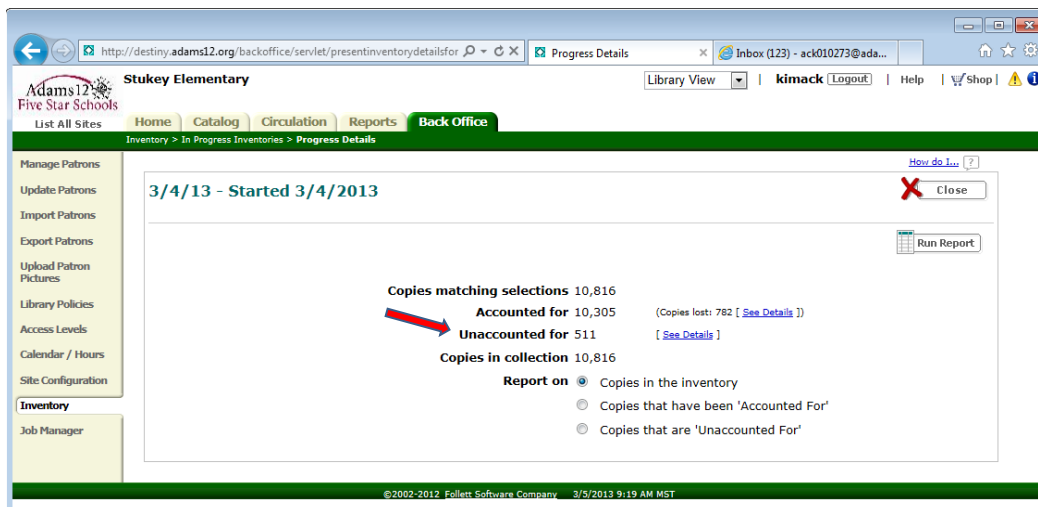 http://destiny.adams12.org/backoffice/servlet/presentinventorydetailsfor
Progress Details
Inbox (123) - ack010273@ada...
Adams12
Five Star Schools
Stukey Elementary
Library View | kimack Logout | Help | Shop |
List All Sites
Home Catalog Circulation Reports Back Office
Inventory > In Progress Inventories > Progress Details
Manage Patrons
Update Patrons
Import Patrons
Export Patrons
Upload Patron
Pictures
Library Policies
Access Levels
Calendar / Hours
Site Configuration
Inventory
Job Manager
How do I... ?
3/4/13 - Started 3/4/2013
Close
Run Report
Copies matching selections 10,816
Accounted for 10,305 (Copies lost: 782 [ See Details ])
Unaccounted for 511 [ See Details ]
Copies in collection 10,816
Report on Copies in the inventory
Copies that have been 'Accounted For'
Copies that are 'Unaccounted For'
©2002-2012 Follett Software Company 3/5/2013 9:19 AM MST